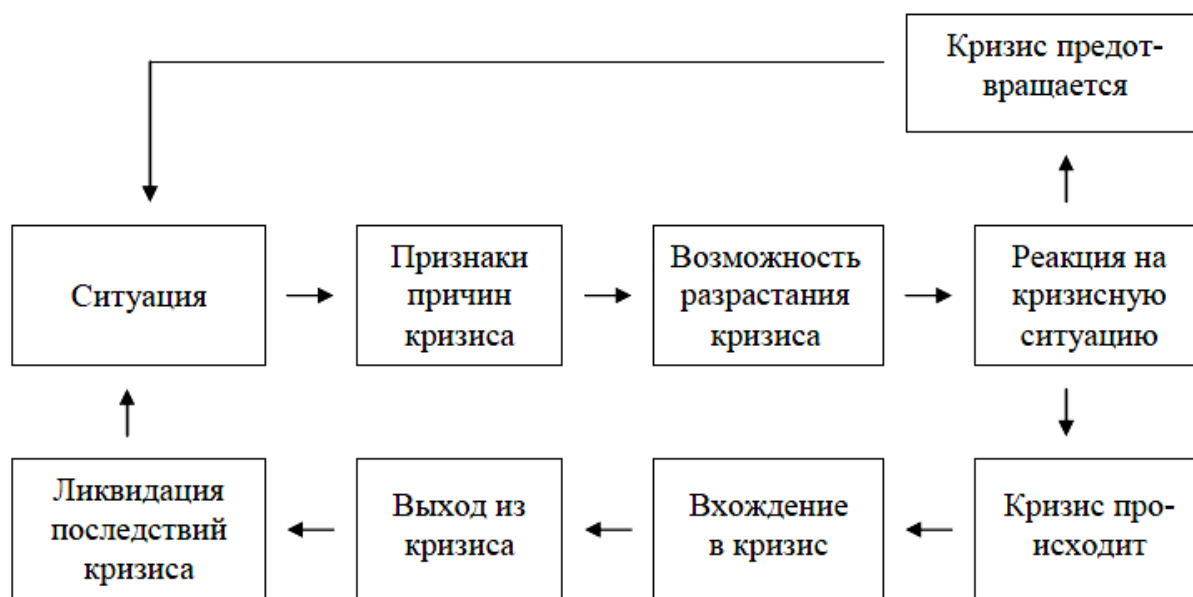 Кризис предот-
вращается
Ситуация
Признаки
причин
кризиса
Возможность
разрастания
кризиса
Реакция на
кризисную
ситуацию
Ликвидация
последствий
кризиса
Выход из
кризиса
Вхождение
в кризис
Кризис про-
исходит